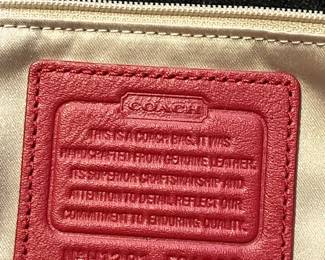 COACH
THIS IS A COACH BAG. IT WAS
HANDCRAFTED FROM GENUINE LEATHER.
ITS SUPERIOR CRAFTSMANSHIP AND
ATTENTION TO DETAIL REFLECT OUR
COMMITMENT TO ENDURING QUALITY.